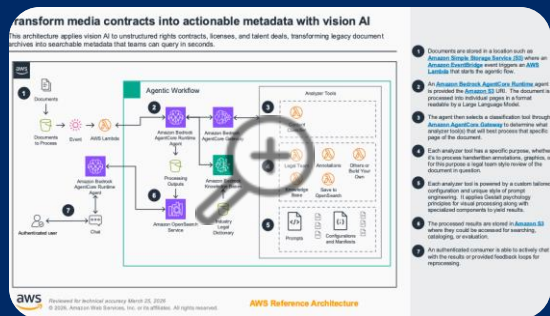 Transform media contracts into actionable metadata with vision AI
This architecture applies vision AI to unstructured rights contracts, licenses, and talent deals, transforming legacy document
archives into searchable metadata that teams can query in seconds.
aws
1
Documents
Documents
to Process
Event
AWS Lambda
Agentic Workflow
2
Amazon Bedrock
AgentCore Runtime
Agent
Amazon Bedrock
AgentCore Gateway
Processing
Outputs
Amazon Bedrock
AgentCore Runtime
Agent
6
Amazon OpenSearch
Service
Industry
Legal
Dictionary
7
Authenticated user
Chat
Analyzer Tools
3
Annotations
Others or
Build Your
Own
Save to
OpenSearch
5
Prompts
Configurations
and Manifests
1 Documents are stored in a location such as
Amazon Simple Storage Service (S3) where an
Amazon EventBridge event triggers an AWS
Lambda that starts the agentic flow.
2 An Amazon Bedrock AgentCore Runtime agent
is provided the Amazon S3 URI. The document is
processed into individual pages in a format
readable by a Large Language Model.
3 The agent then selects a classification tool through
Amazon AgentCore Gateway to determine what
analyzer tool(s) that will best process that specific
page of the document.
4 Each analyzer tool has a specific purpose, whether
it's to process handwritten annotations, graphics, or
for this purpose a legal team style review of the
document in question.
5 Each analyzer tool is powered by a custom tailored
configuration and unique style of prompt
engineering. It applies Gestalt psychology
principles for visual processing along with
specialized components to yield results.
6 The processed results are stored in Amazon S3
where they could be accessed for searching,
cataloging, or evaluation.
7 An authenticated consumer is able to actively chat
with the results or provided feedback loops for
reprocessing.
aws
Reviewed for technical accuracy March 25, 2026
© 2026, Amazon Web Services, Inc. or its affiliates. All rights reserved.
AWS Reference Architecture